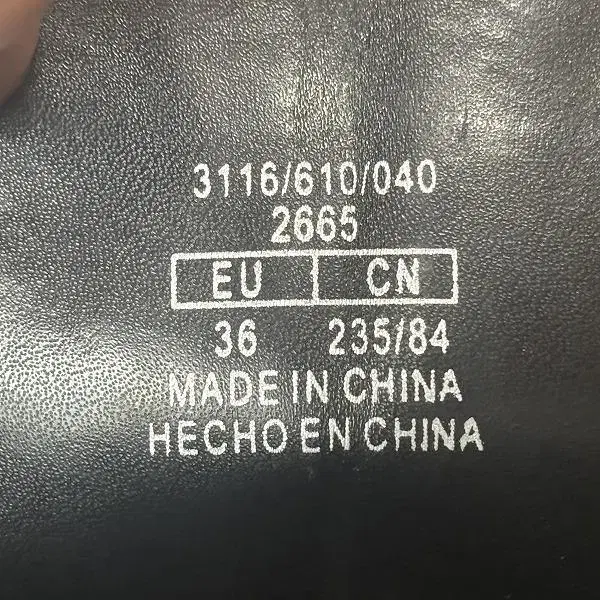 3116/610/040
2665
EU CN
36 235/84
MADE IN CHINA
HECHO EN CHINA